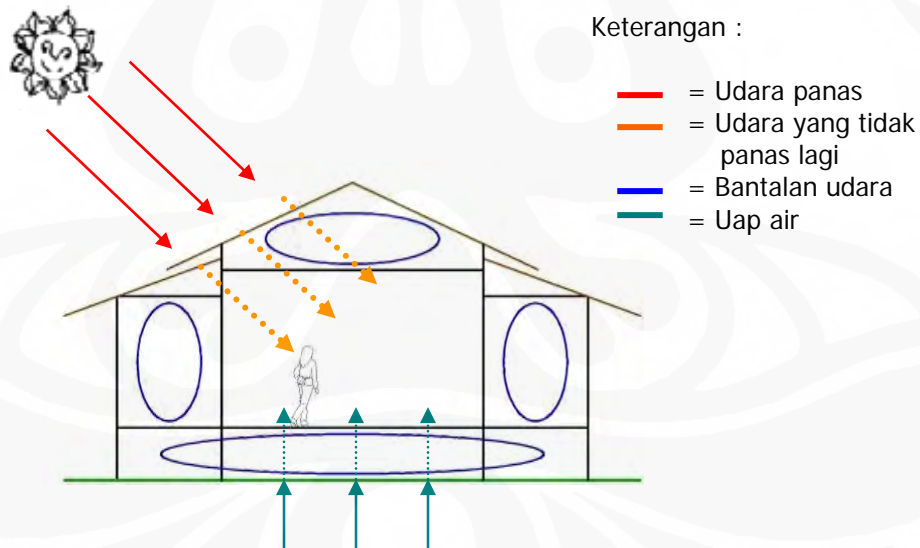 Keterangan :
= Udara panas
= Udara yang tidak
panas lagi
= Bantalan udara
= Uap air